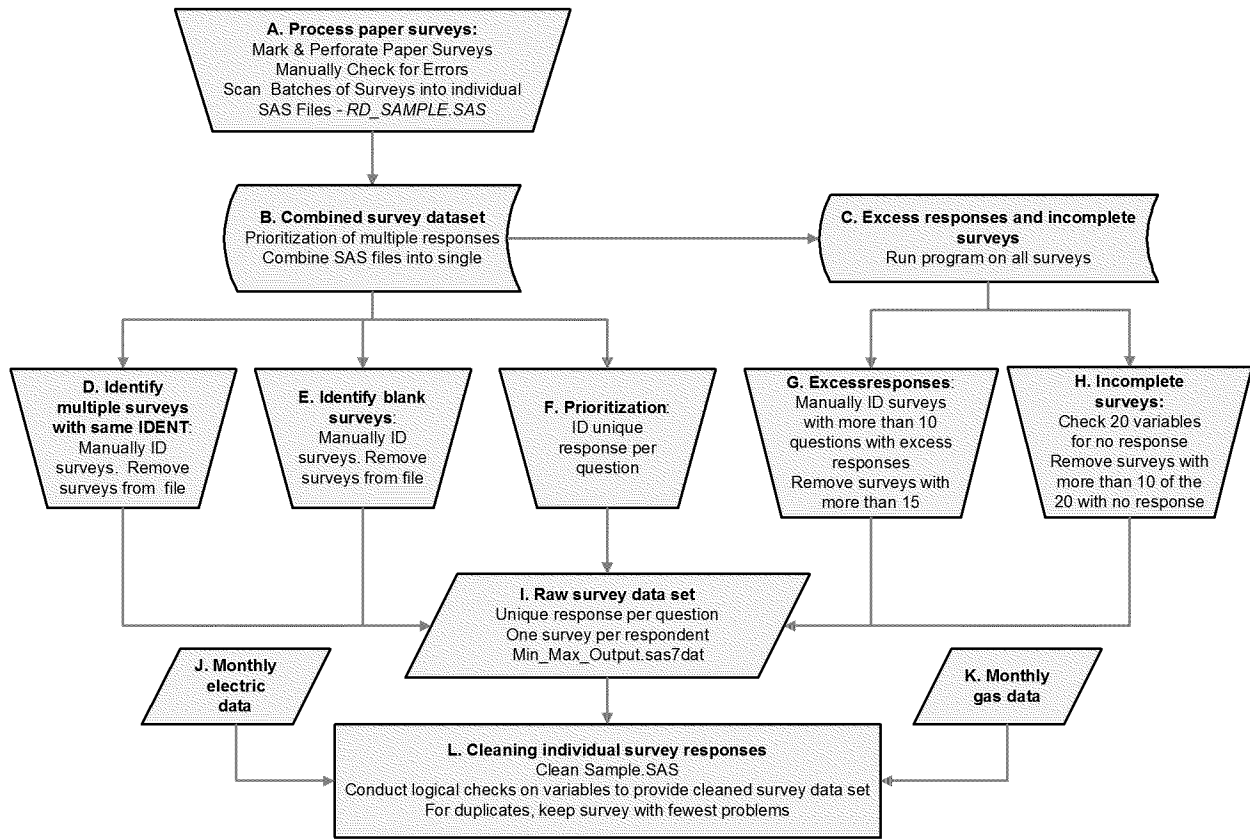 A. Process paper surveys:
Mark & Perforate Paper Surveys
Manually Check for Errors
Scan  Batches of Surveys into individual
SAS Files - RD_SAMPLE.SAS
B. Combined survey dataset
Prioritization of multiple responses
Combine SAS files into single
C. Excess responses and incomplete
surveys
Run program on all surveys
D. Identify
multiple surveys
with same IDENT:
Manually ID
surveys.  Remove
surveys from  file
E. Identify blank
surveys:
Manually ID
surveys. Remove
surveys from file
F. Prioritization:
ID unique
response per
question
G. Excessresponses:
Manually ID surveys
with more than 10
questions with excess
responses
Remove surveys with
more than 15
H. Incomplete
surveys:
Check 20 variables
for no response
Remove surveys with
more than 10 of the
20 with no response
I. Raw survey data set
Unique response per question
One survey per respondent
Min_Max_Output.sas7dat
J. Monthly
electric
data
K. Monthly
gas data
L. Cleaning individual survey responses
Clean Sample.SAS
Conduct logical checks on variables to provide cleaned survey data set
For duplicates, keep survey with fewest problems